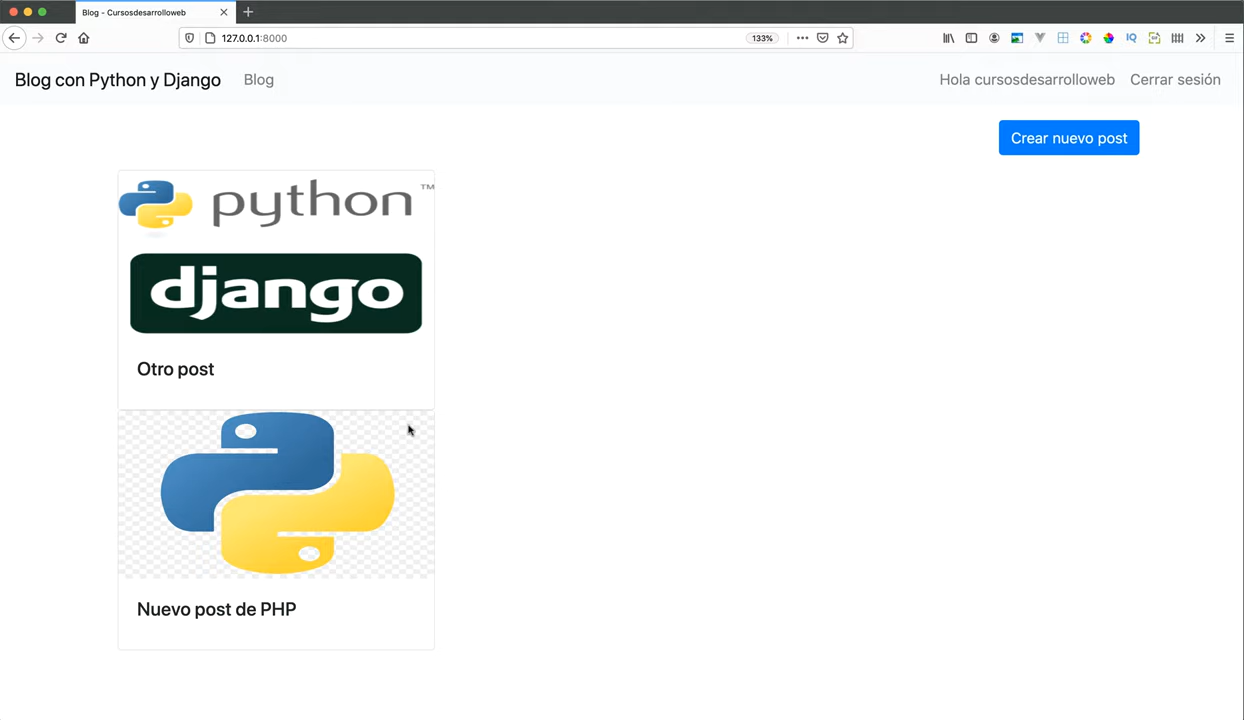 Blog - Cursosdesarrolloweb
127.0.0.1:8000
133%
IQ
Blog con Python y Django
Blog
Hola cursosdesarrolloweb
Cerrar sesión
Crear nuevo post
python™
django
Otro post
Nuevo post de PHP